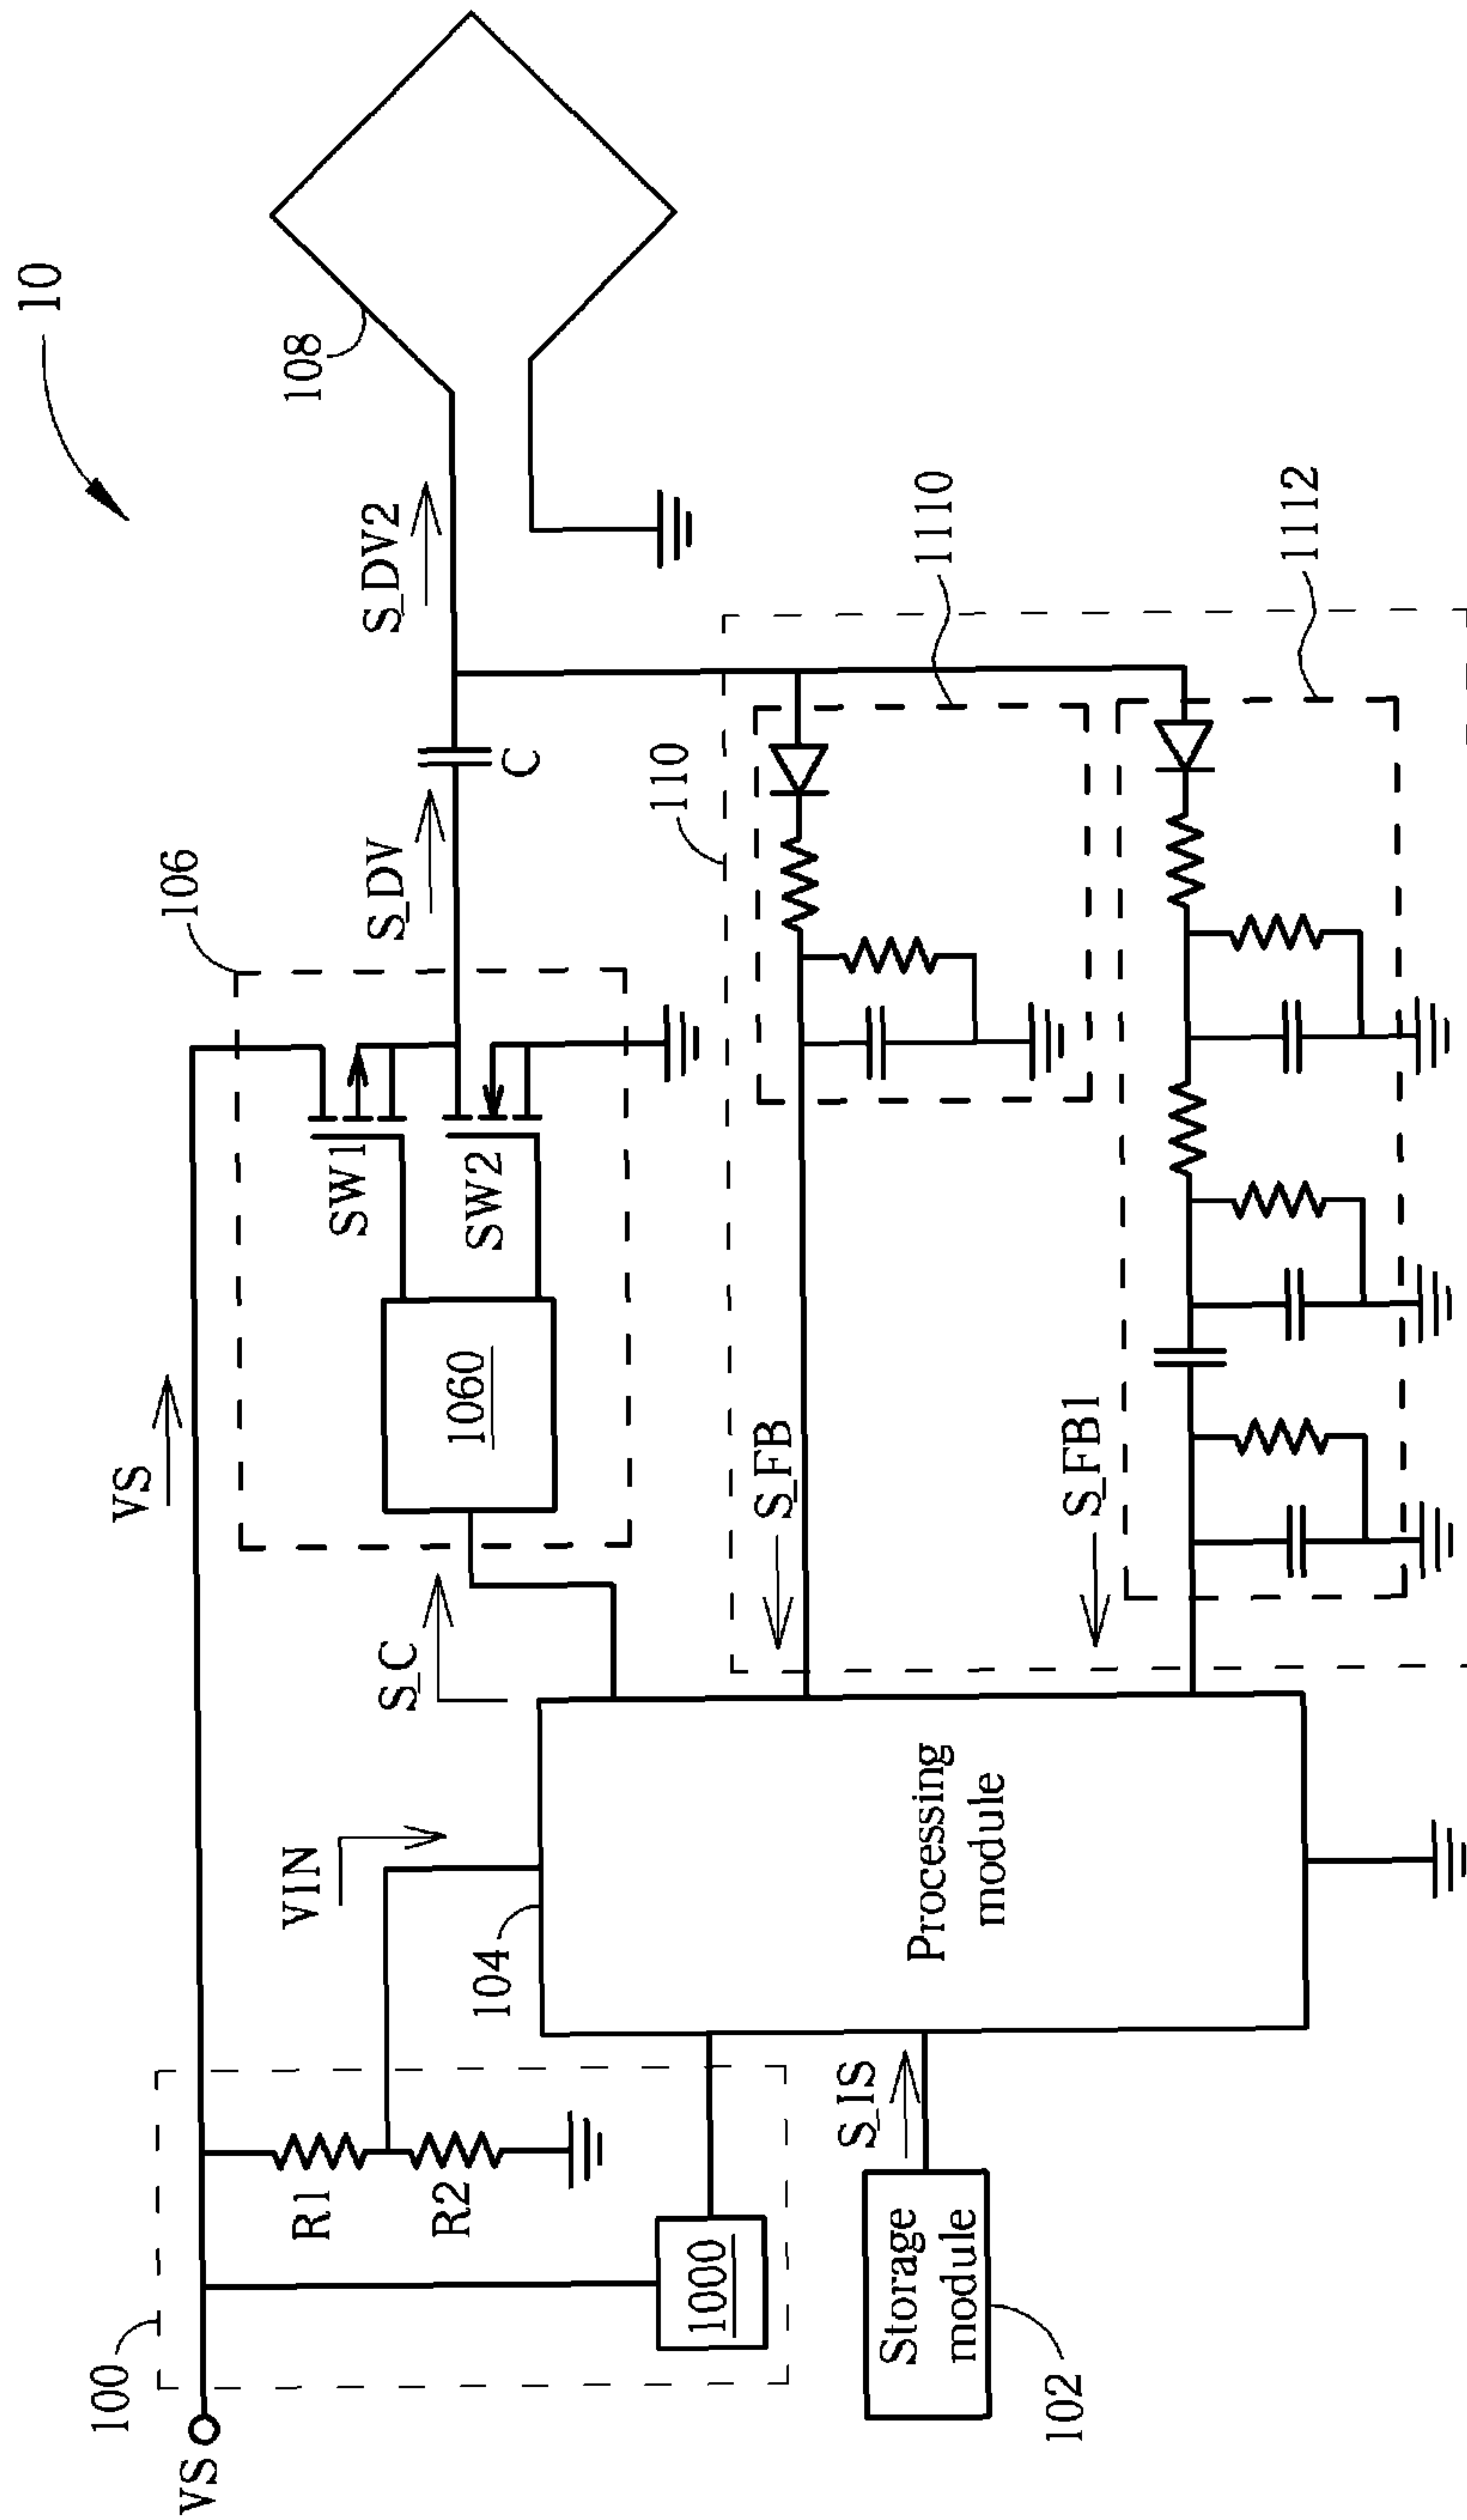 10
108
S_DV2
C
S_DV
106
VS
SW1
SW2
1060
110
1110
1112
S_FB
S_FB1
S_C
VIN
104
Processing
module
100
VS
R1
R2
1000
S_IS
Storage
module
102